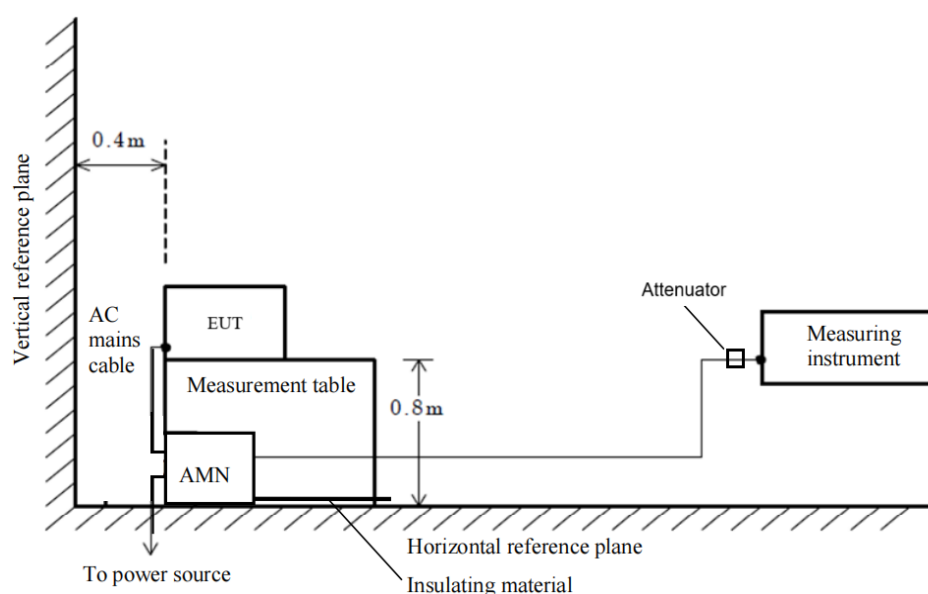 0.4m
Vertical reference plane
AC
mains
cable
EUT
Measurement table
0.8m
AMN
Attenuator
Measuring
instrument
Horizontal reference plane
To power source
Insulating material